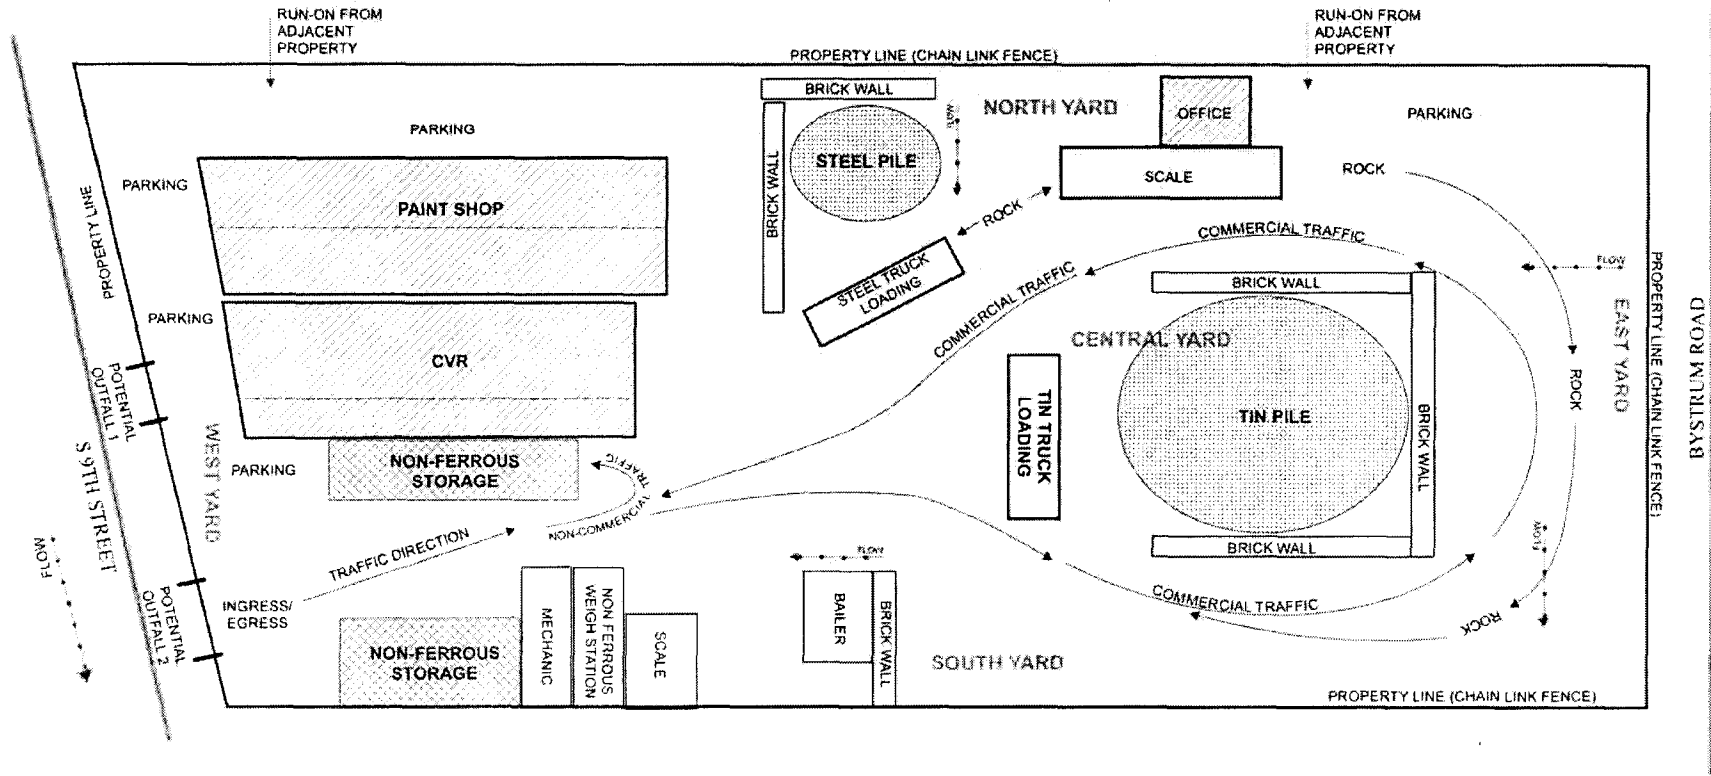 RUN-ON FROM
ADJACENT
PROPERTY
RUN-ON FROM
ADJACENT
PROPERTY
PROPERTY LINE (CHAIN LINK FENCE)
BRICK WALL
BRICK WALL
STEEL PILE
FLOW
NORTH YARD
OFFICE
SCALE
PARKING
ROCK
PARKING
PARKING
PAINT SHOP
PROPERTY LINE
PARKING
CVR
ROCK
STEEL TRUCK
LOADING
COMMERCIAL TRAFFIC
COMMERCIAL TRAFFIC
FLOW
BRICK WALL
CENTRAL YARD
TIN PILE
BRICK WALL
BRICK WALL
TIN TRUCK
LOADING
ROCK
EAST YARD
PROPERTY LINE (CHAIN LINK FENCE)
BYSTRUM ROAD
POTENTIAL
OUTFALL 1
S 9TH STREET
WEST YARD
PARKING
NON-FERROUS
STORAGE
NON-COMMERCIAL TRAFFIC
TRAFFIC DIRECTION
FLOW
POTENTIAL
OUTFALL 2
INGRESS/
EGRESS
NON-FERROUS
STORAGE
MECHANIC
NON FERROUS
WEIGH STATION
SCALE
FLOW
BAILER
BRICK WALL
SOUTH YARD
COMMERCIAL TRAFFIC
FLOW
ROCK
PROPERTY LINE (CHAIN LINK FENCE)